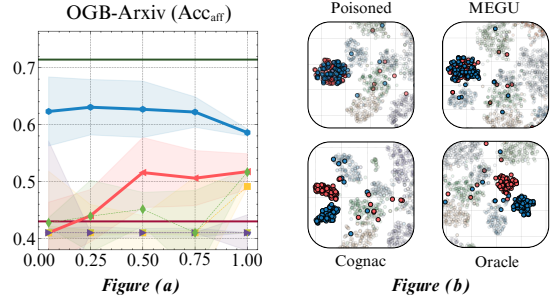 OGB-Arxiv (Acc_aff)
0.7
0.6
0.5
0.4
0.00 0.25 0.50 0.75 1.00
Figure (a)
Poisoned MEGU
Cognac Oracle
Figure (b)